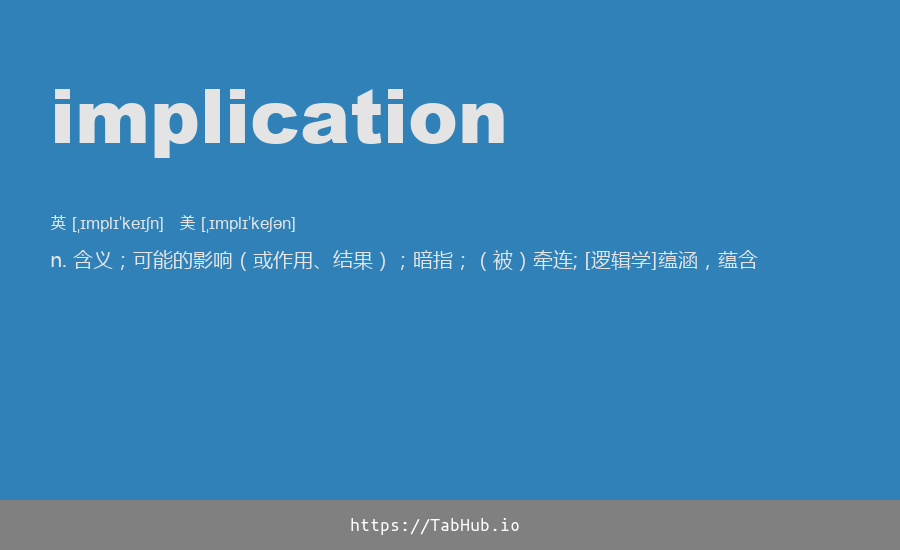 implication
英 [ˌɪmplɪˈkeɪʃn] 美 [ˌɪmplɪˈkeʃən]
n. 含义；可能的影响（或作用、结果）；暗指；（被）牵连; [逻辑学]蕴涵，蕴含
https://TabHub.io